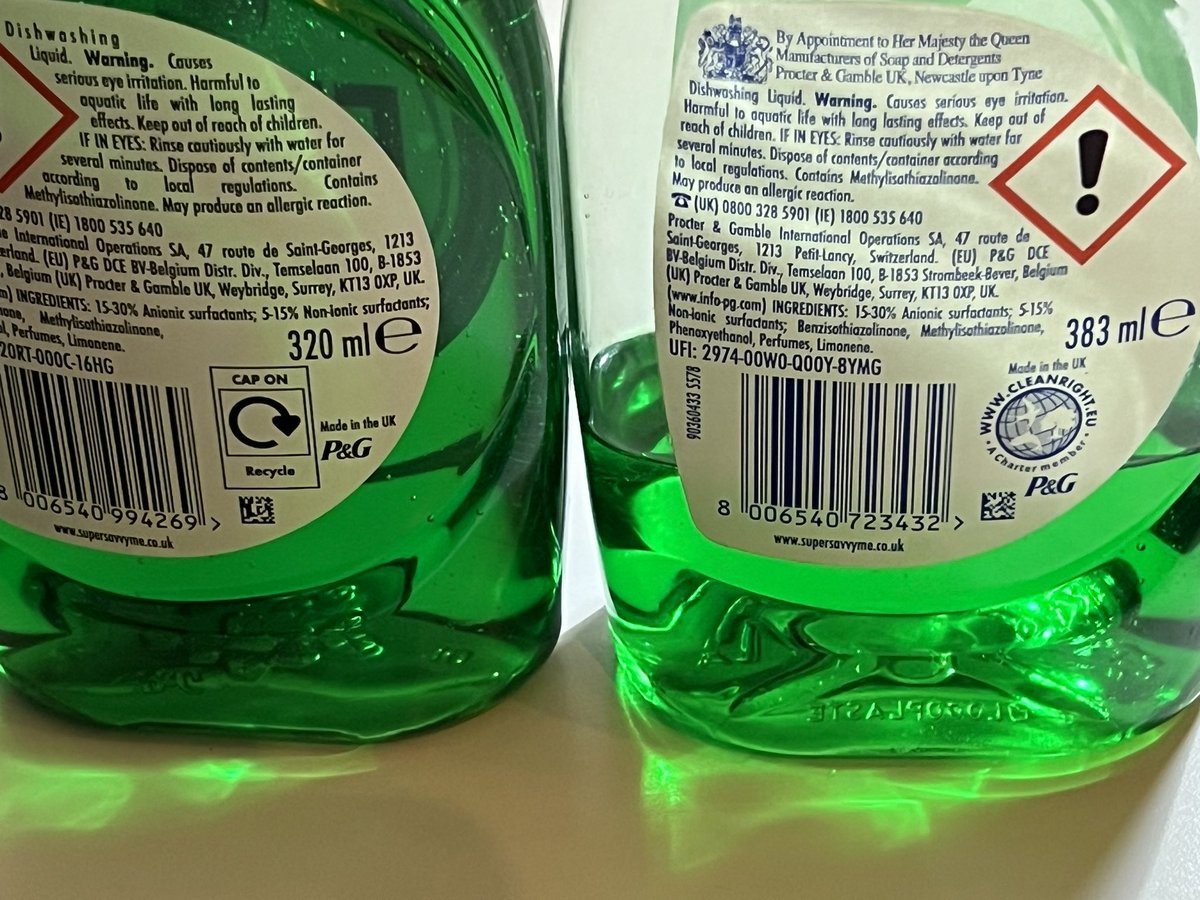 Dishwashing
Liquid. Warning. Causes
serious eye irritation. Harmful to
aquatic life with long lasting
effects. Keep out of reach of children.
IF IN EYES: Rinse cautiously with water for
several minutes. Dispose of contents/container
according to local regulations. Contains
Methylisothiazolinone. May produce an allergic reaction.
328 5901 (IE) 1800 535 640
International Operations SA, 47 route de Saint-Georges, 1213
(EU) P&G DCE BV-Belgium Distr. Div., Temselaan 100, B-1853
, Belgium (UK) Procter & Gamble UK, Weybridge, Surrey, KT13 0XP, UK.
INGREDIENTS: 15-30% Anionic surfactants; 5-15% Non-ionic surfactants;
Methylisothiazolinone,
Perfumes, Limonene.
20RT-000C-16HG
320 ml e
CAP ON
Recycle
Made in the UK
P&G
8 006540 994269 >
www.supersavvyme.co.uk
By Appointment to Her Majesty the Queen
Manufacturers of Soap and Detergents
Procter & Gamble UK, Newcastle upon Tyne
Dishwashing Liquid. Warning. Causes serious eye irritation.
Harmful to aquatic life with long lasting effects. Keep out of
reach of children. IF IN EYES: Rinse cautiously with water for
several minutes. Dispose of contents/container according
to local regulations. Contains Methylisothiazolinone.
May produce an allergic reaction.
☎ (UK) 0800 328 5901 (IE) 1800 535 640
Procter & Gamble International Operations SA, 47 route de
Saint-Georges, 1213 Petit-Lancy, Switzerland. (EU) P&G DCE
BV-Belgium Distr. Div., Temselaan 100, B-1853 Strombeek-Bever, Belgium
(UK) Procter & Gamble UK, Weybridge, Surrey, KT13 0XP, UK.
(www.info-pg.com) INGREDIENTS: 15-30% Anionic surfactants; 5-15%
Non-ionic surfactants; Benzisothiazolinone, Methylisothiazolinone,
Phenoxyethanol, Perfumes, Limonene.
UFI: 2974-00W0-Q00Y-8YMG
383 ml e
90360433 S578
Made in the UK
WWW.CLEANRIGHT.EU
A Charter member
P&G
8 006540 723432 >
www.supersavvyme.co.uk